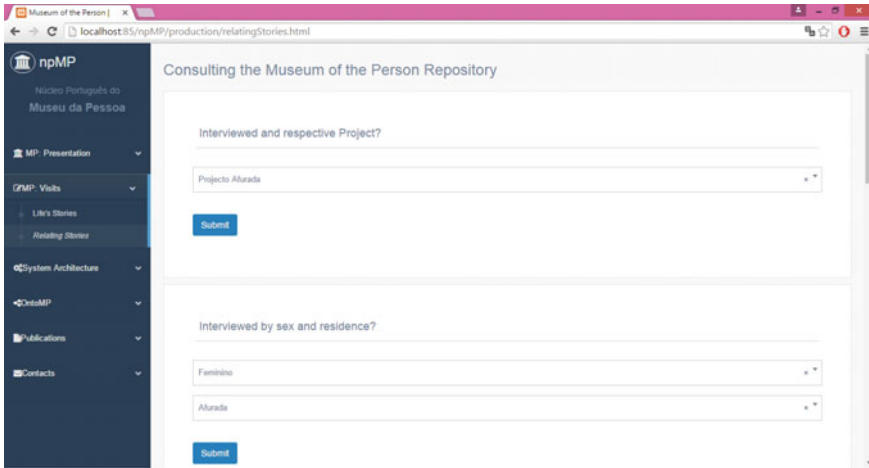 Museum of the Person |
localhost:85/npMP/production/relatingStories.html
npMP
Núcleo Português do
Museu da Pessoa
MP: Presentation
MP: Visits
Life's Stories
Relating Stories
System Architecture
OntoMP
Publications
Contacts
Consulting the Museum of the Person Repository
Interviewed and respective Project?
Projecto Afurada
Submit
Interviewed by sex and residence?
Feminino
Afurada
Submit